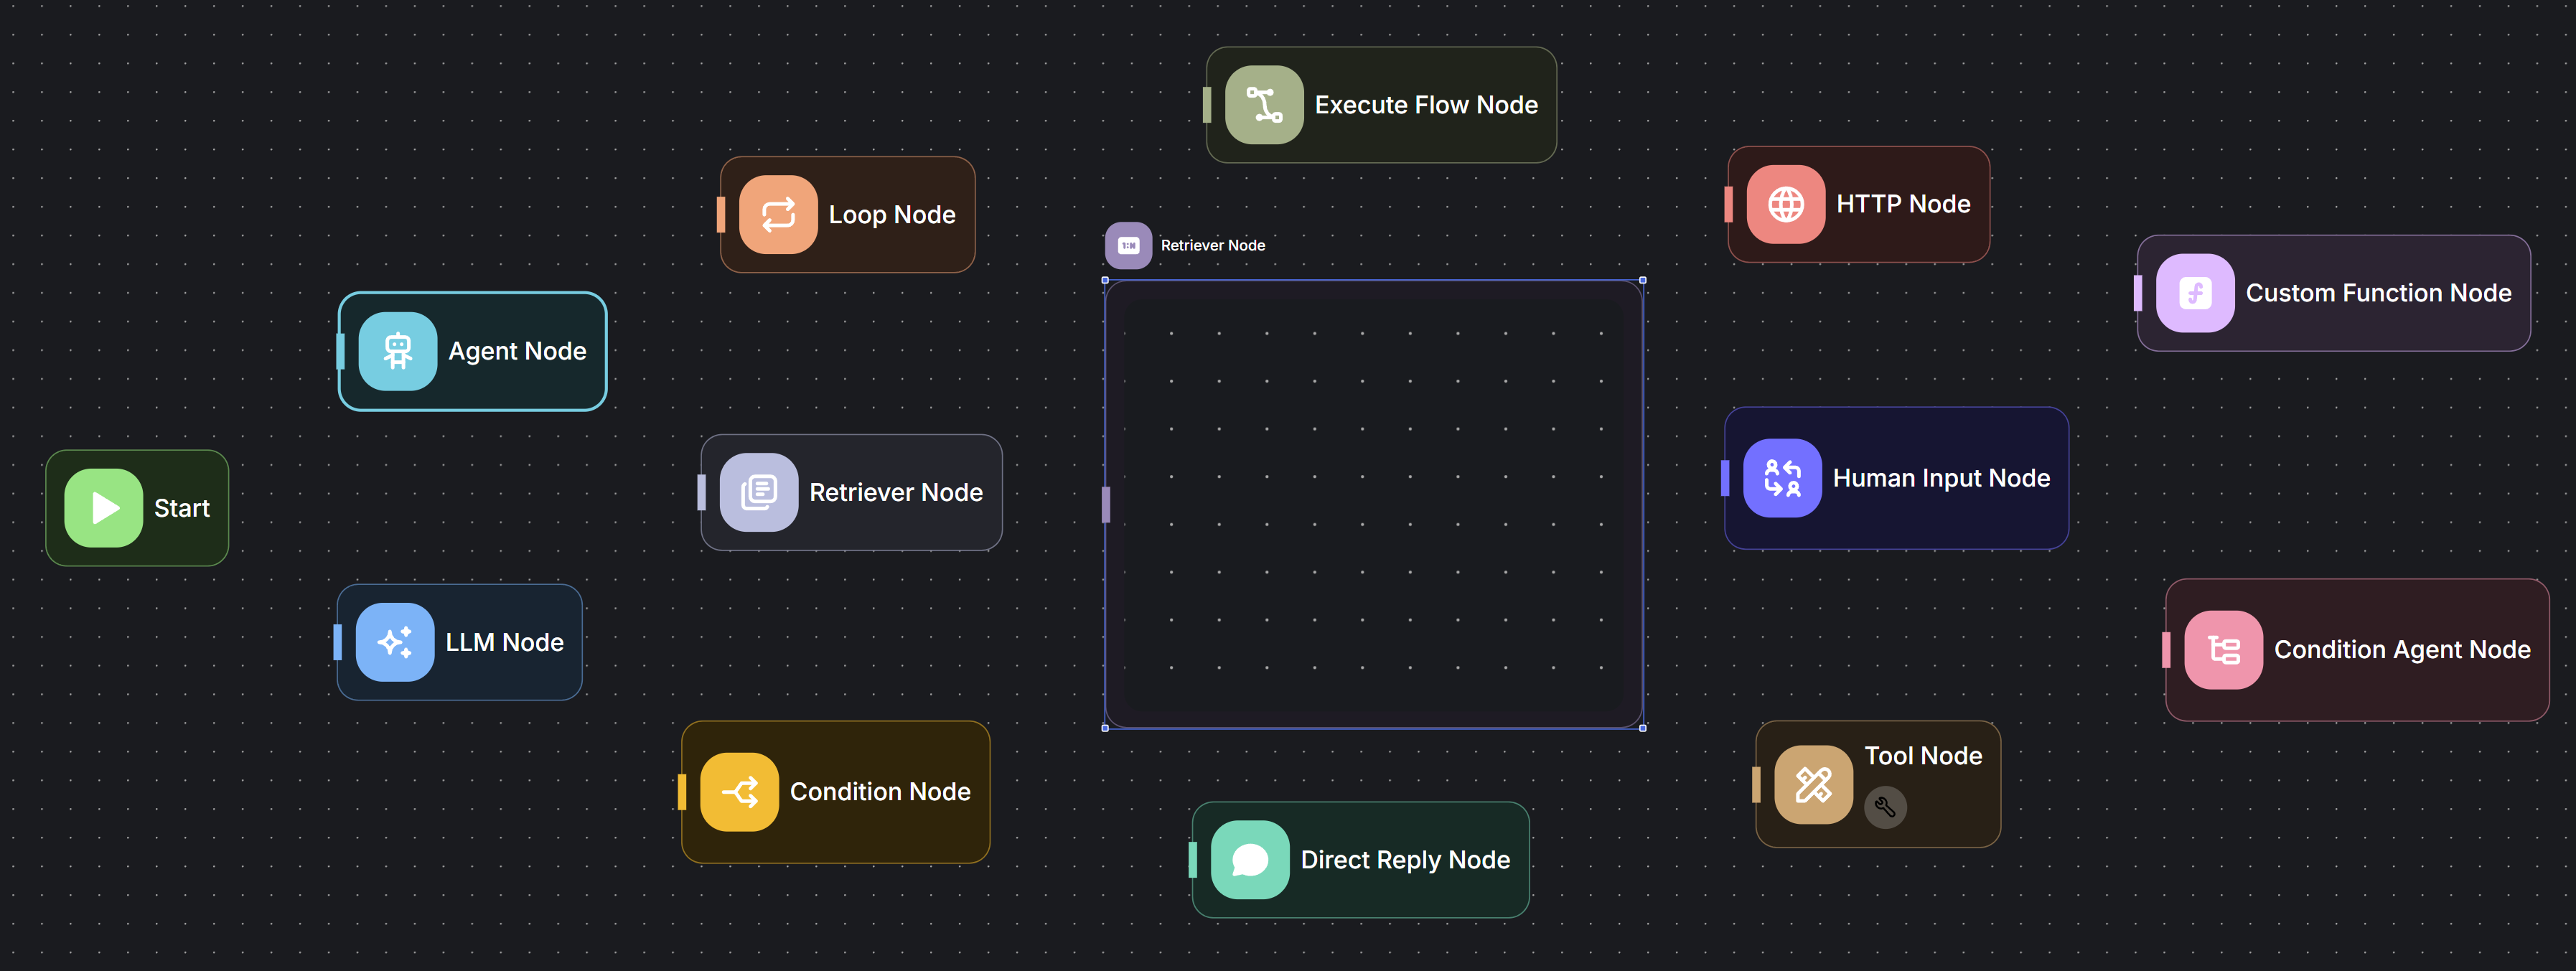 Execute Flow Node
Loop Node
HTTP Node
1:N
Retriever Node
Custom Function Node
Agent Node
Start
Retriever Node
Human Input Node
LLM Node
Condition Agent Node
Condition Node
Tool Node
Direct Reply Node